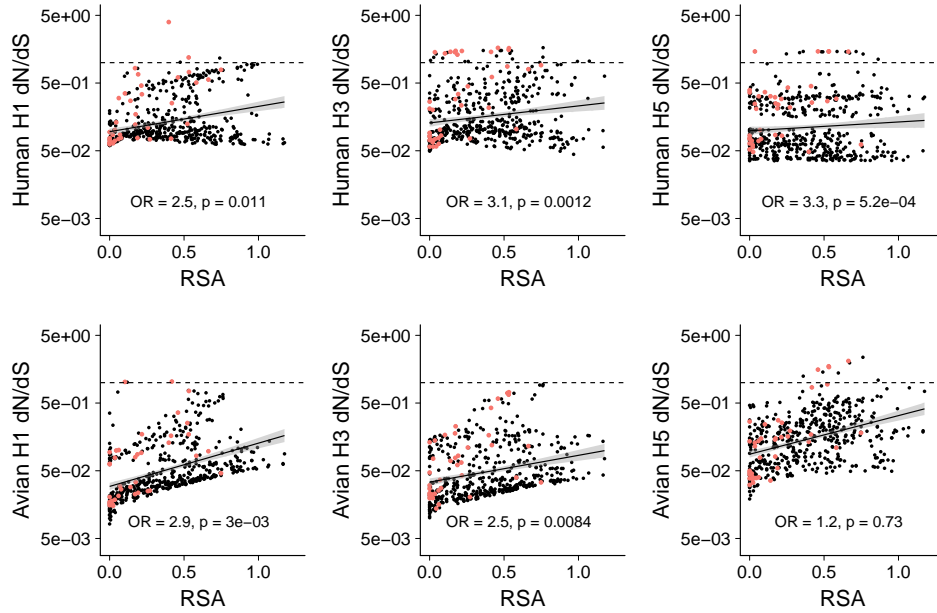 Human H1 dN/dS
5e+00
5e−01
5e−02
5e−03
OR = 2.5, p = 0.011
0.0 0.5 1.0
RSA
Human H3 dN/dS
5e+00
5e−01
5e−02
5e−03
OR = 3.1, p = 0.0012
0.0 0.5 1.0
RSA
Human H5 dN/dS
5e+00
5e−01
5e−02
5e−03
OR = 3.3, p = 5.2e−04
0.0 0.5 1.0
RSA
Avian H1 dN/dS
5e+00
5e−01
5e−02
5e−03
OR = 2.9, p = 3e−03
0.0 0.5 1.0
RSA
Avian H3 dN/dS
5e+00
5e−01
5e−02
5e−03
OR = 2.5, p = 0.0084
0.0 0.5 1.0
RSA
Avian H5 dN/dS
5e+00
5e−01
5e−02
5e−03
OR = 1.2, p = 0.73
0.0 0.5 1.0
RSA